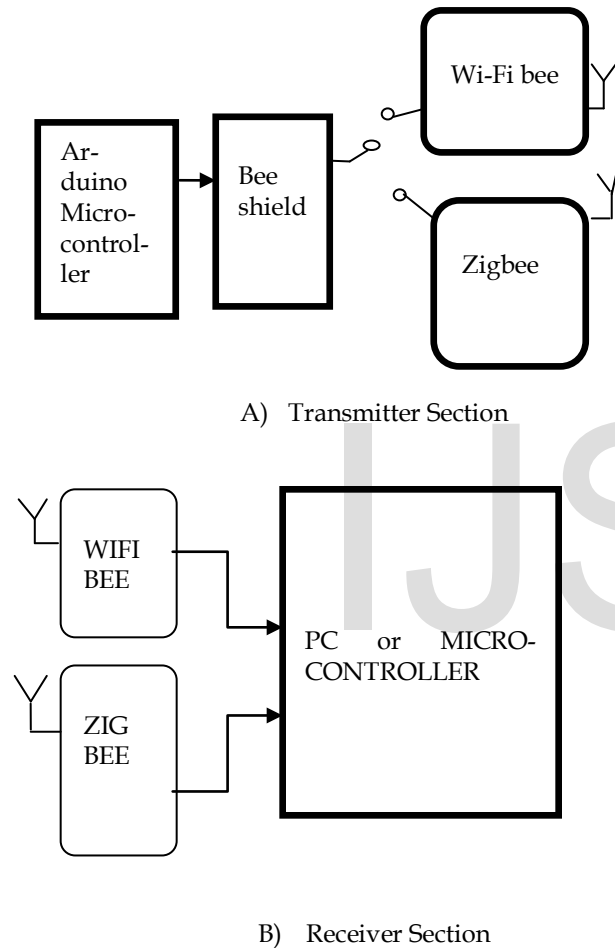 Wi-Fi bee
Ar-
duino
Micro-
control-
ler
Bee
shield
Zigbee
A) Transmitter Section
IJS
WIFI
BEE
PC or MICRO-
CONTROLLER
ZIG
BEE
B) Receiver Section